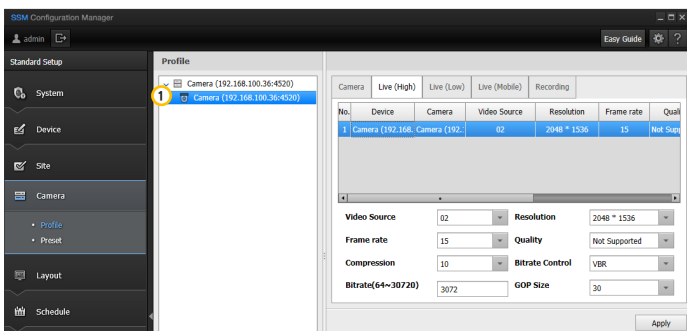 SSM Configuration Manager
admin
Easy Guide
?
Standard Setup
System
Device
Site
Camera
• Profile
• Preset
Layout
Schedule
Profile
Camera (192.168.100.36:4520)
1
Camera (192.168.100.36:4520)
Camera Live (High) Live (Low) Live (Mobile) Recording
No. Device Camera Video Source Resolution Frame rate Quali
1 Camera (192.168. Camera (192.: 02 2048 * 1536 15 Not Supp
Video Source 02 Resolution 2048 * 1536
Frame rate 15 Quality Not Supported
Compression 10 Bitrate Control VBR
Bitrate(64~30720) 3072 GOP Size 30
Apply